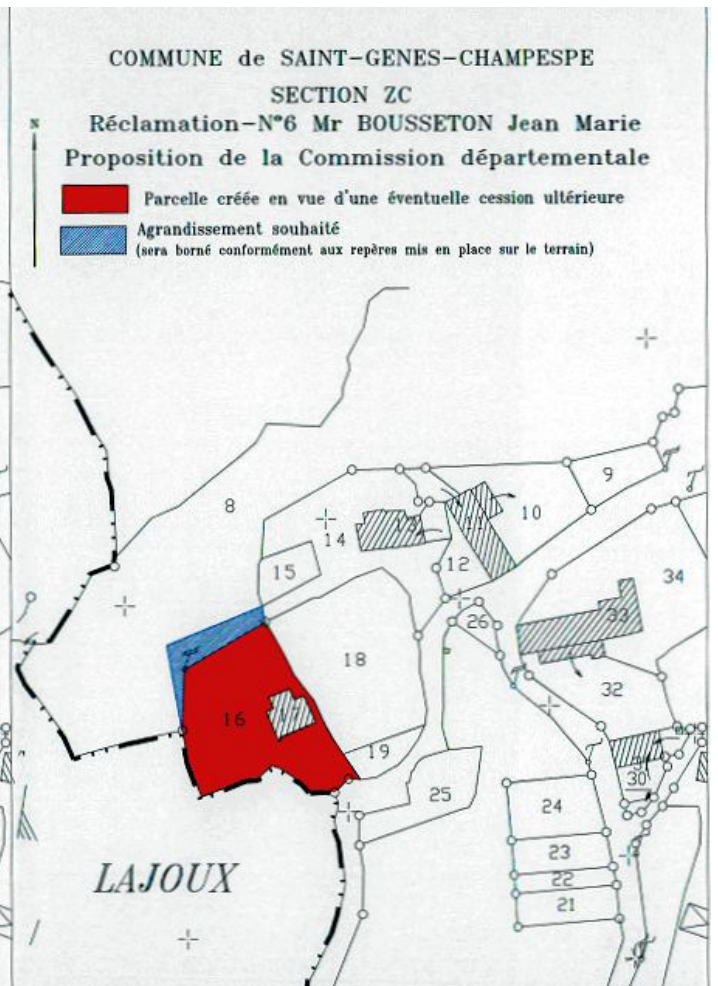 COMMUNE de SAINT-GENES-CHAMPESPE
SECTION ZC
N
Réclamation-N°6 Mr BOUSSETON Jean Marie
Proposition de la Commission départementale
Parcelle créée en vue d'une éventuelle cession ultérieure
Agrandissement souhaité
(sera borné conformément aux repères mis en place sur le terrain)
9
8
10
11
13
14
12
15
34
26
33
18
32
16
19
30
25
24
23
22
21
LAJOUX